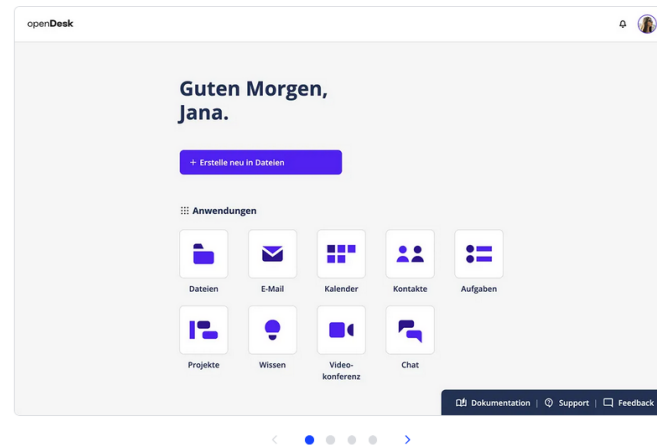 openDesk
Guten Morgen,
Jana.
+ Erstelle neu in Dateien
Anwendungen
Dateien
E-Mail
Kalender
Kontakte
Aufgaben
Projekte
Wissen
Video-
konferenz
Chat
Dokumentation | Support | Feedback